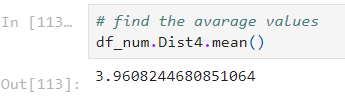 In [113... # find the avarage values
df_num.Dist4.mean()
Out[113]: 3.9608244680851064